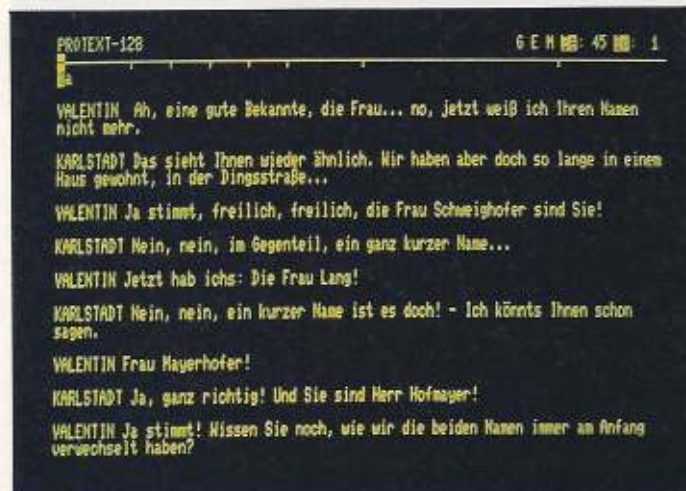 PROTEXT-128 G E M WB: 45 MB: 1
a
VALENTIN Ah, eine gute Bekannte, die Frau... no, jetzt weiß ich Ihren Namen
nicht mehr.
KARLSTADT Das sieht Ihnen wieder ähnlich. Wir haben aber doch so lange in einem
Haus gewohnt, in der Dingsstraße...
VALENTIN Ja stimmt, freilich, freilich, die Frau Schweighofer sind Sie!
KARLSTADT Nein, nein, im Gegenteil, ein ganz kurzer Name...
VALENTIN Jetzt hab ichs: Die Frau Lang!
KARLSTADT Nein, nein, ein kurzer Name ist es doch! - Ich könnts Ihnen schon
sagen.
VALENTIN Frau Mayerhofer!
KARLSTADT Ja, ganz richtig! Und Sie sind Herr Hofmayer!
VALENTIN Ja stimmt! Wissen Sie noch, wie wir die beiden Namen immer am Anfang
verwechselt haben?